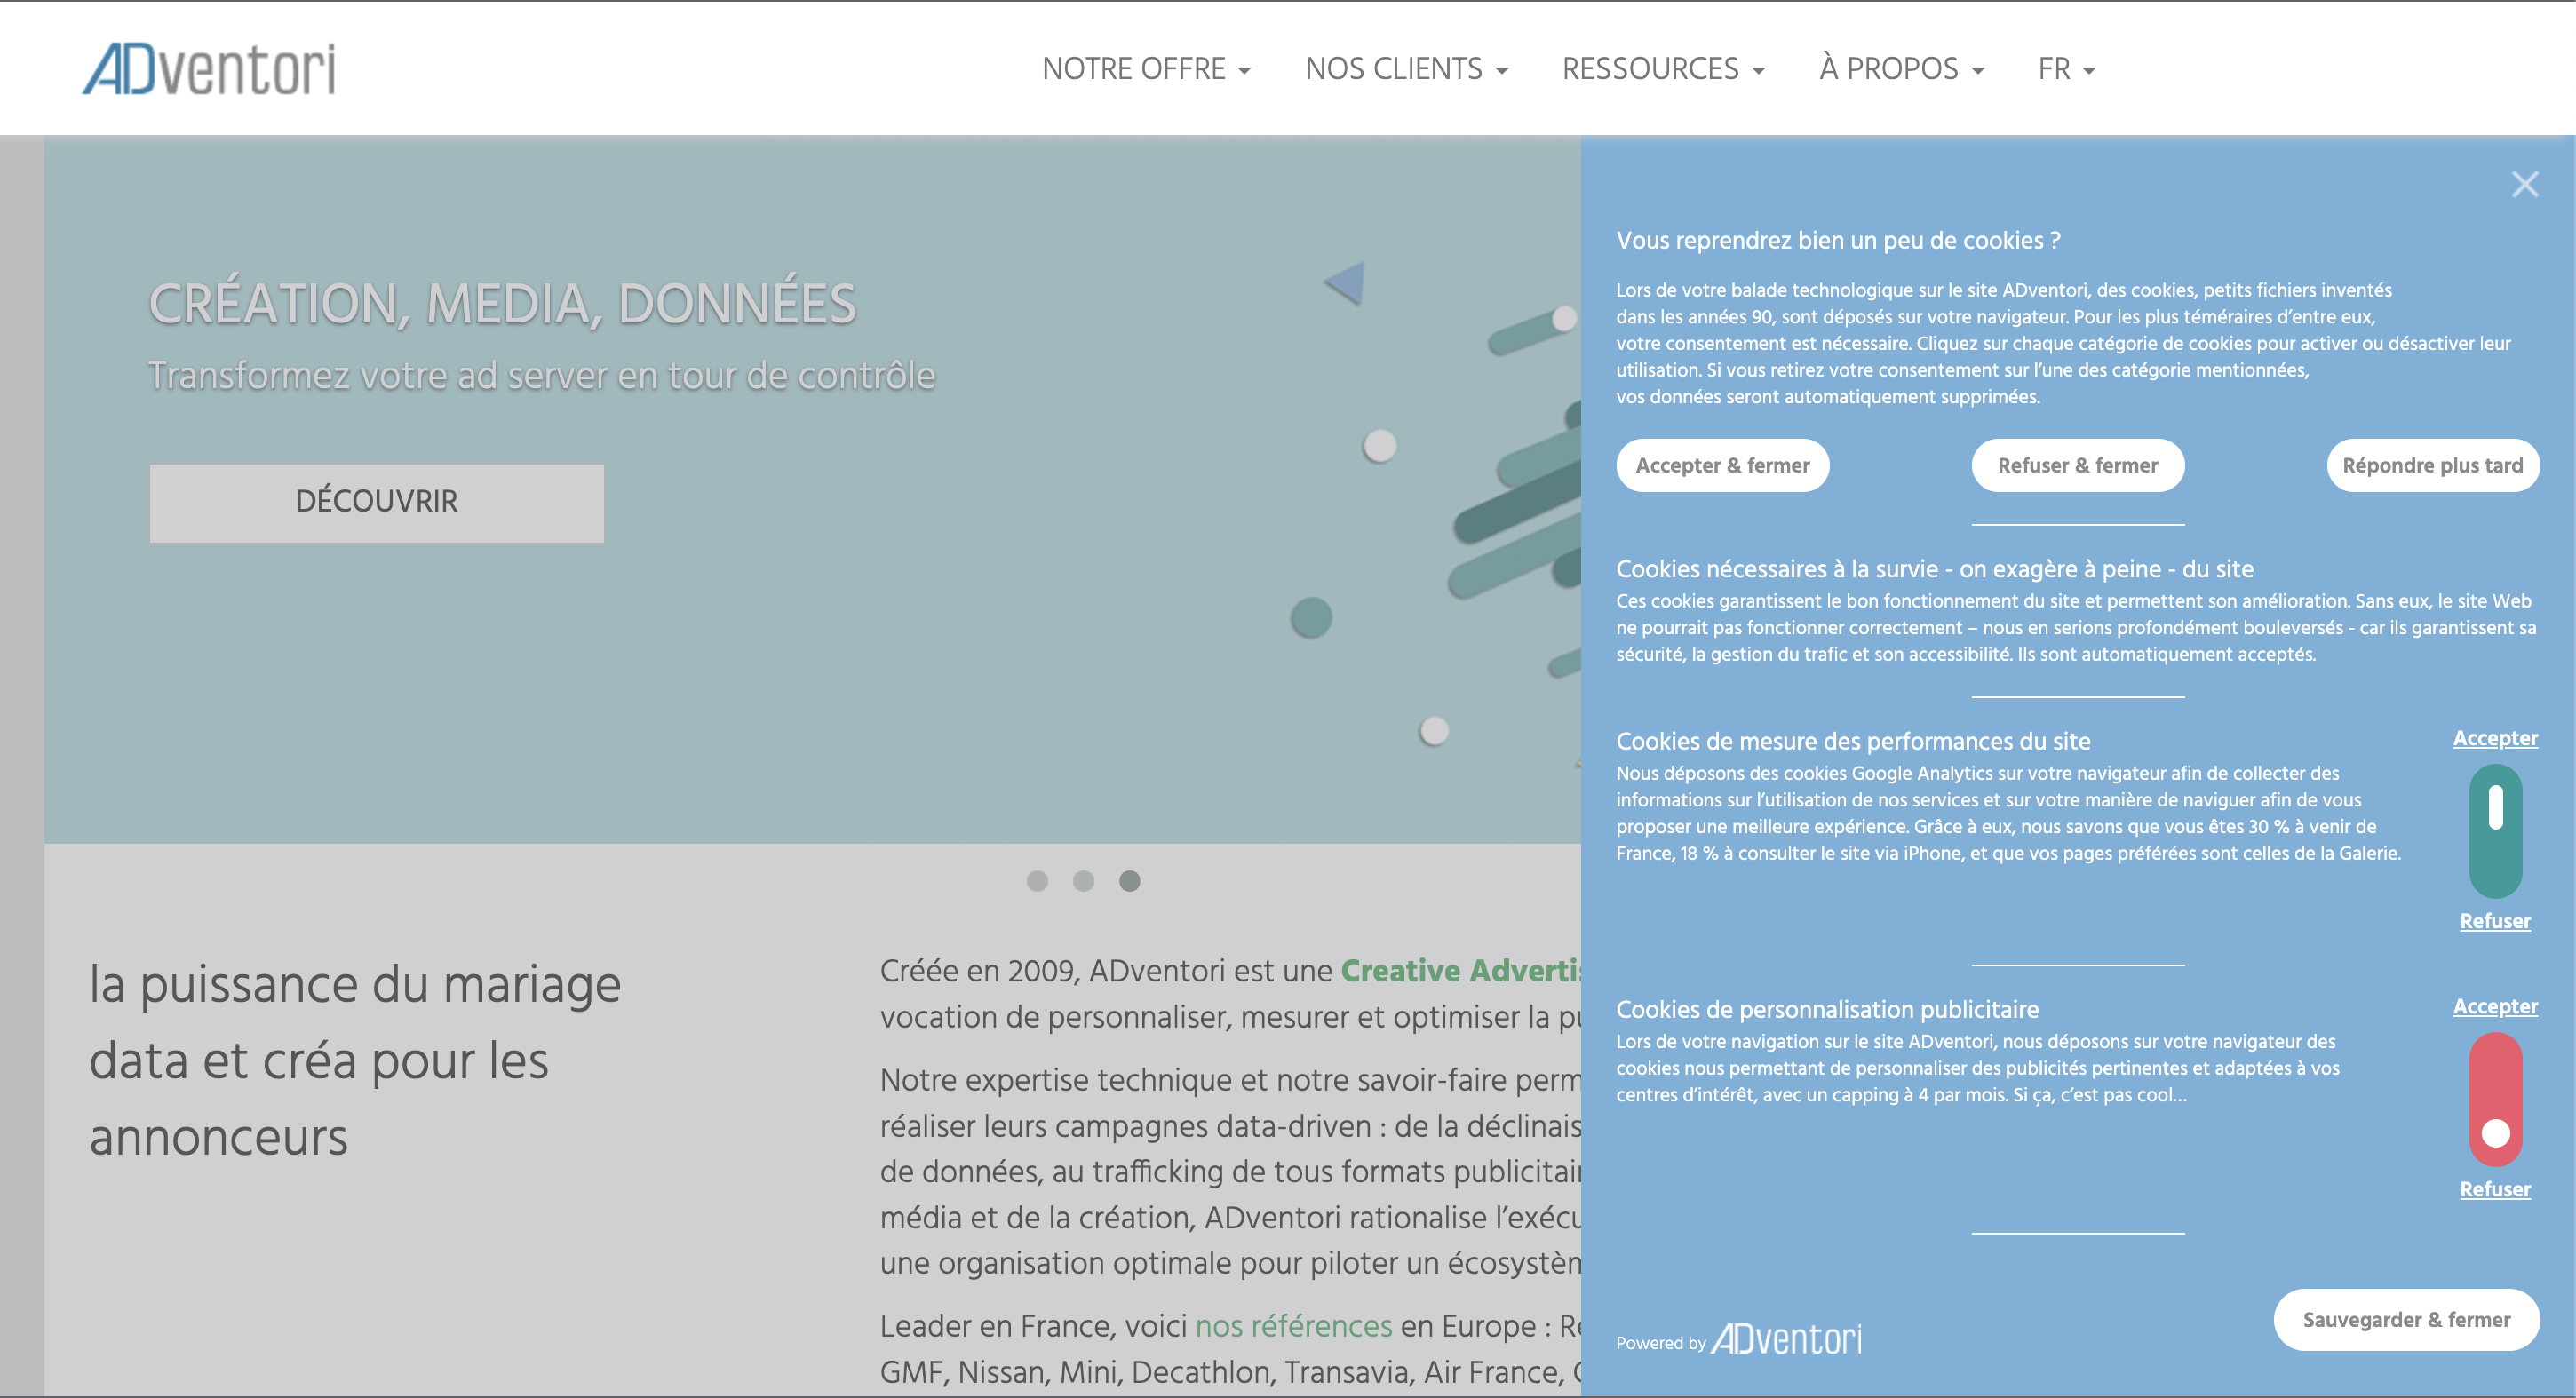 ADventori
NOTRE OFFRE
NOS CLIENTS
RESSOURCES
À PROPOS
FR
CRÉATION, MEDIA, DONNÉES
Transformez votre ad server en tour de contrôle
DÉCOUVRIR
la puissance du mariage
data et créa pour les
annonceurs
Créée en 2009, ADventori est une Creative
vocation de personnaliser, mesurer et optimiser la
Notre expertise technique et notre savoir-faire
réaliser leurs campagnes data-driven : de la
de données, au trafficking de tous formats
média et de la création, ADventori rationalise
une organisation optimale pour piloter un
Leader en France, voici nos références en Europe :
GMF, Nissan, Mini, Decathlon, Transavia, Air France,
Vous reprendrez bien un peu de cookies ?
Lors de votre balade technologique sur le site ADventori, des cookies, petits fichiers inventés
dans les années 90, sont déposés sur votre navigateur. Pour les plus téméraires d’entre eux,
votre consentement est nécessaire. Cliquez sur chaque catégorie de cookies pour activer ou désactiver leur
utilisation. Si vous retirez votre consentement sur l’une des catégorie mentionnées,
vos données seront automatiquement supprimées.
Accepter & fermer
Refuser & fermer
Répondre plus tard
Cookies nécessaires à la survie - on exagère à peine - du site
Ces cookies garantissent le bon fonctionnement du site et permettent son amélioration. Sans eux, le site Web
ne pourrait pas fonctionner correctement – nous en serions profondément bouleversés - car ils garantissent sa
sécurité, la gestion du trafic et son accessibilité. Ils sont automatiquement acceptés.
Cookies de mesure des performances du site
Nous déposons des cookies Google Analytics sur votre navigateur afin de collecter des
informations sur l’utilisation de nos services et sur votre manière de naviguer afin de vous
proposer une meilleure expérience. Grâce à eux, nous savons que vous êtes 30 % à venir de
France, 18 % à consulter le site via iPhone, et que vos pages préférées sont celles de la Galerie.
Accepter
Refuser
Cookies de personnalisation publicitaire
Lors de votre navigation sur le site ADventori, nous déposons sur votre navigateur des
cookies nous permettant de personnaliser des publicités pertinentes et adaptées à vos
centres d’intérêt, avec un capping à 4 par mois. Si ça, c’est pas cool...
Accepter
Refuser
Sauvegarder & fermer
Powered by ADventori